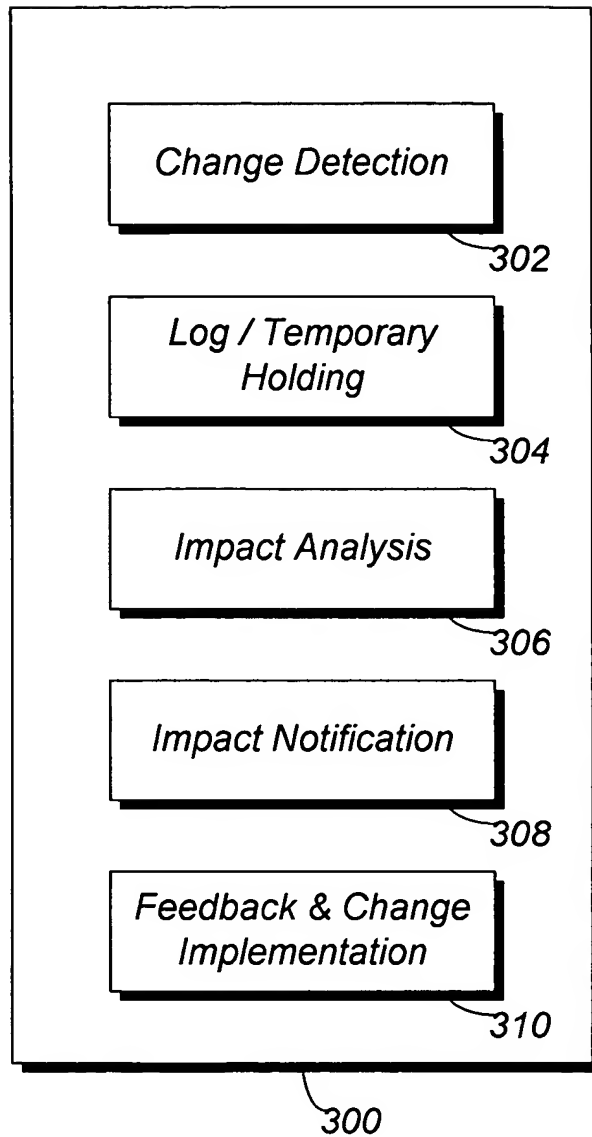 Change Detection
302
Log / Temporary
Holding
304
Impact Analysis
306
Impact Notification
308
Feedback & Change
Implementation
310
300